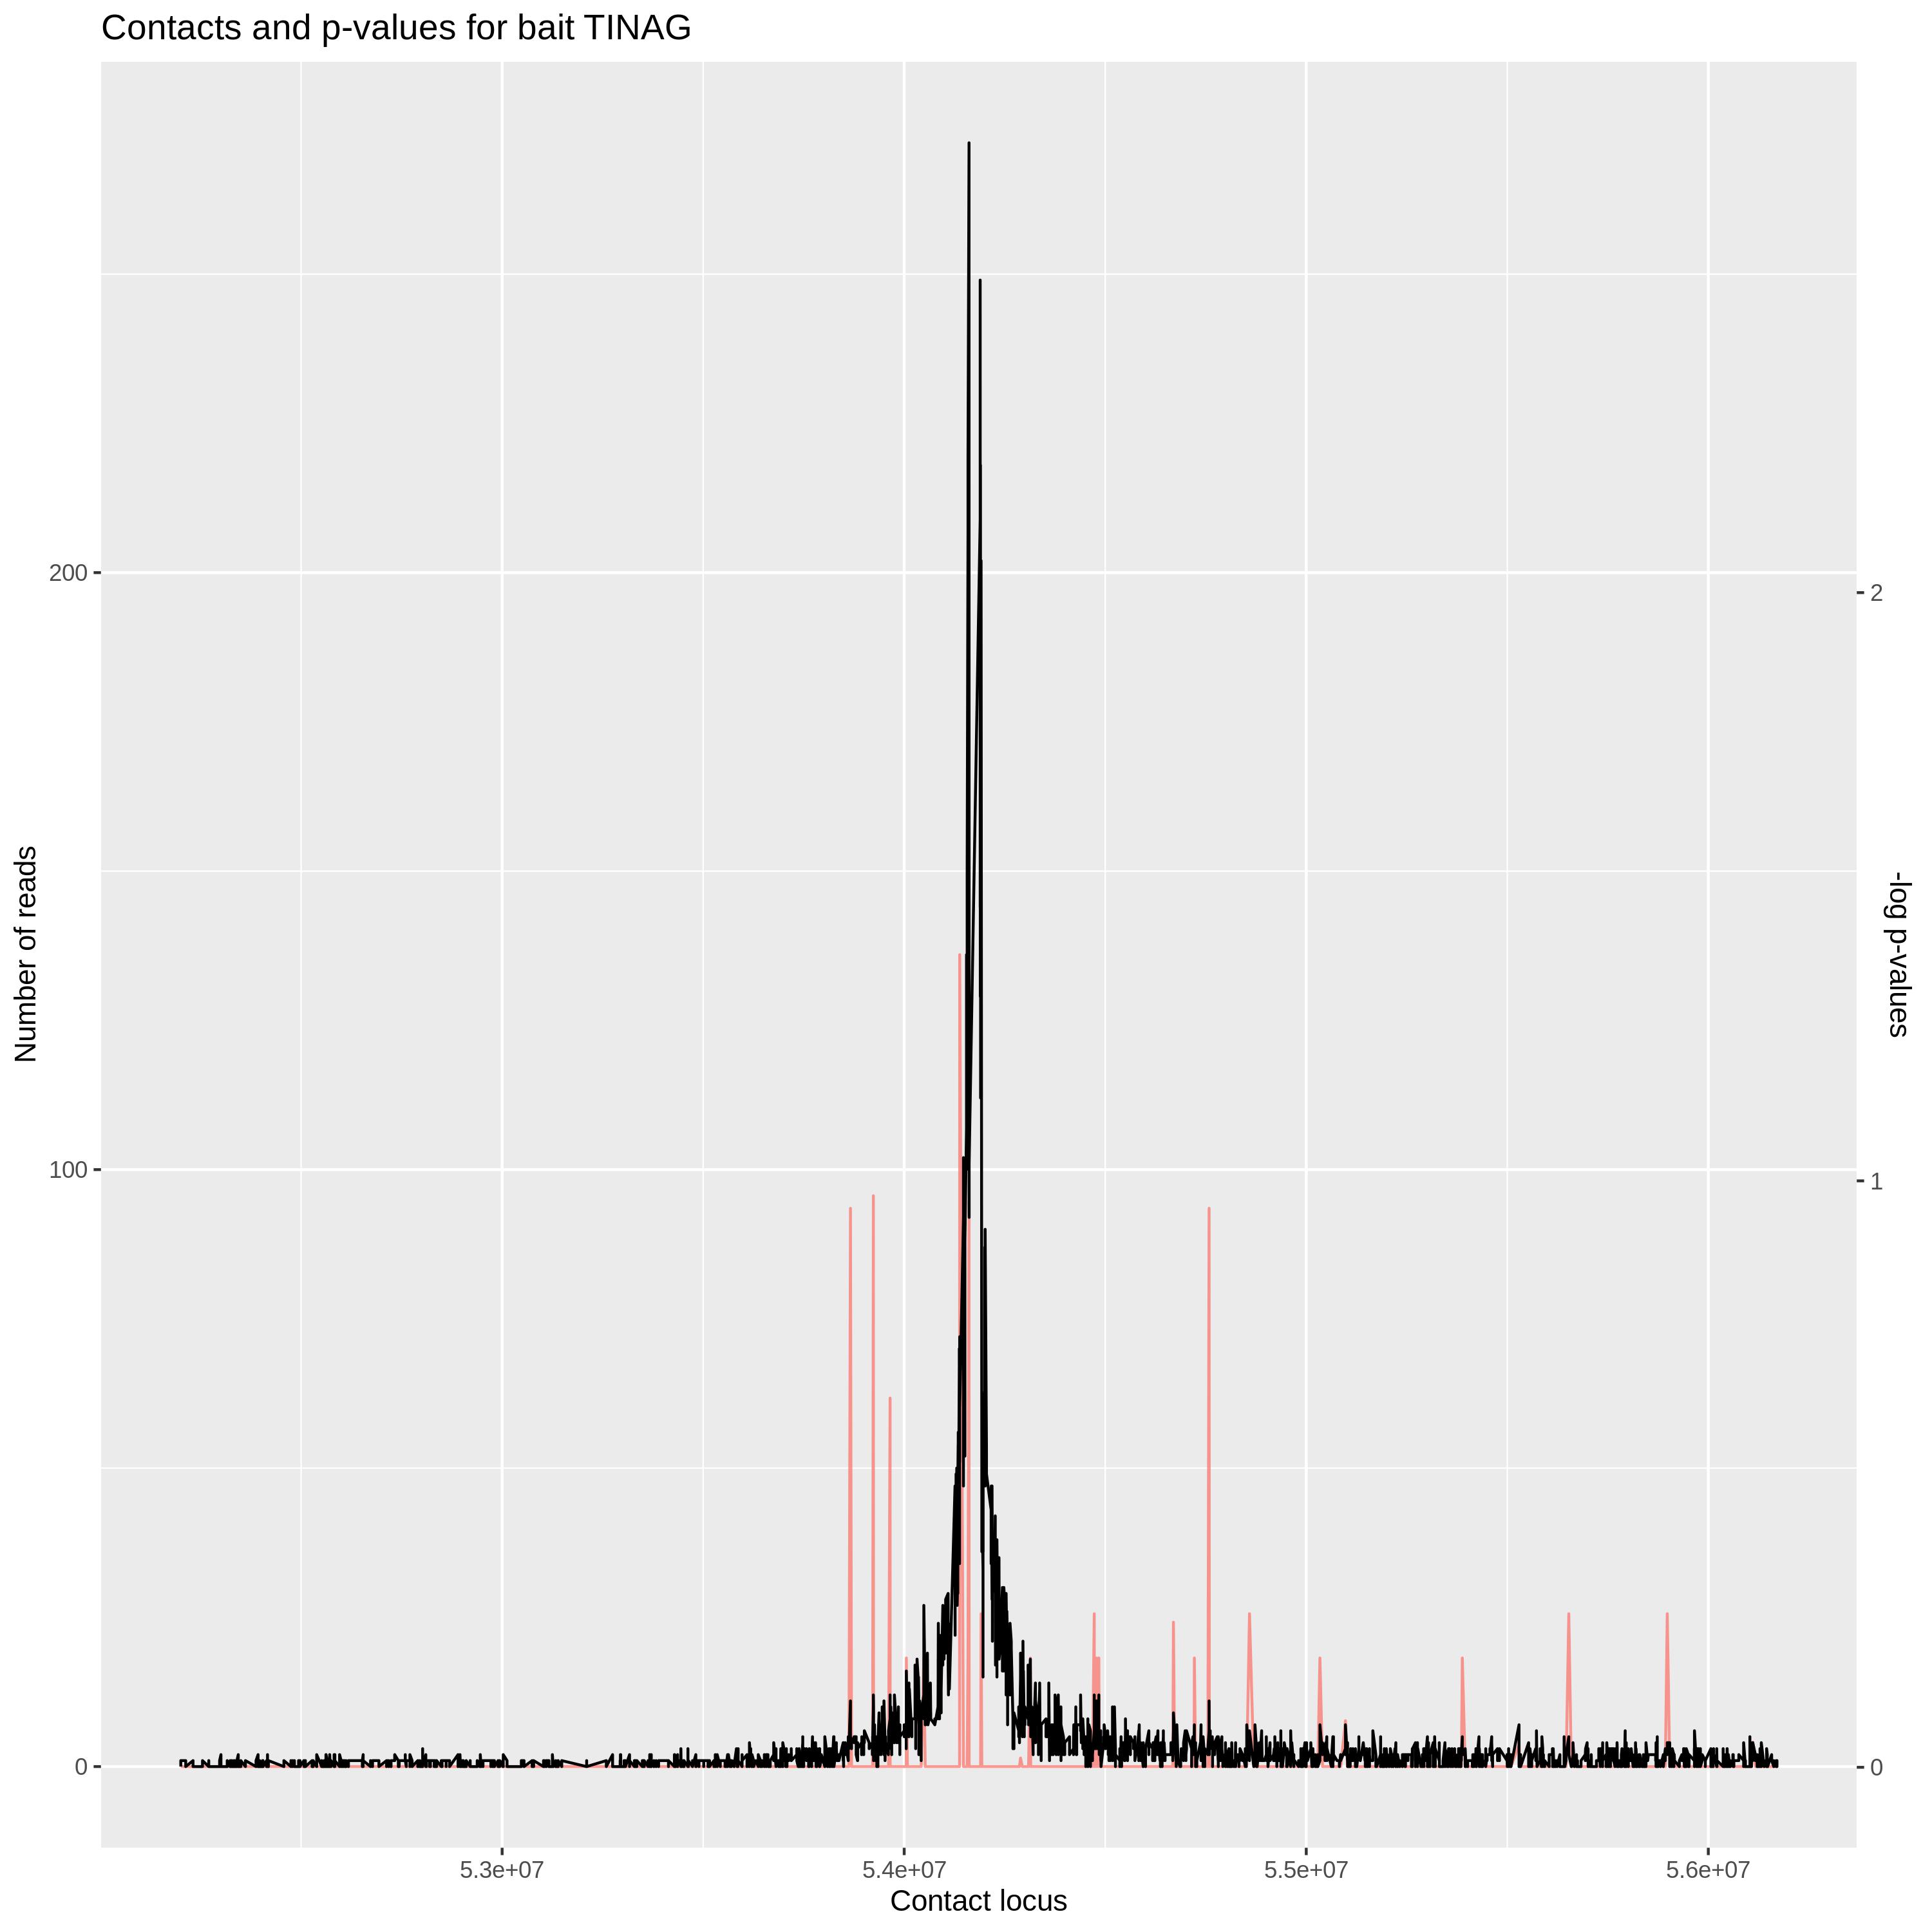 Contacts and p-values for bait TINAG
Number of reads
200
100
0
2
1
0
-log p-values
5.3e+07
5.4e+07
5.5e+07
5.6e+07
Contact locus